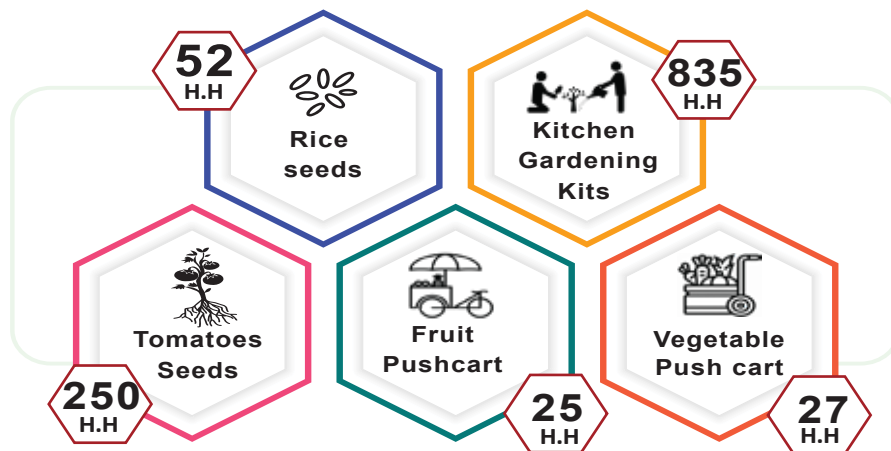 52
H.H
Rice
seeds
835
H.H
Kitchen
Gardening
Kits
Tomatoes
Seeds
250
H.H
Fruit
Pushcart
25
H.H
Vegetable
Push cart
27
H.H